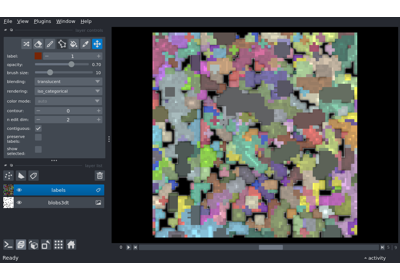 File View Plugins Window Help
label: 1
opacity: 0.70
brush size: 10
blending: translucent
rendering: iso_categorical
color mode:
contour: 0
n edit dim: 2
contiguous:
preserve labels:
show selected:
labels
blobs3dt
0
Ready
activity